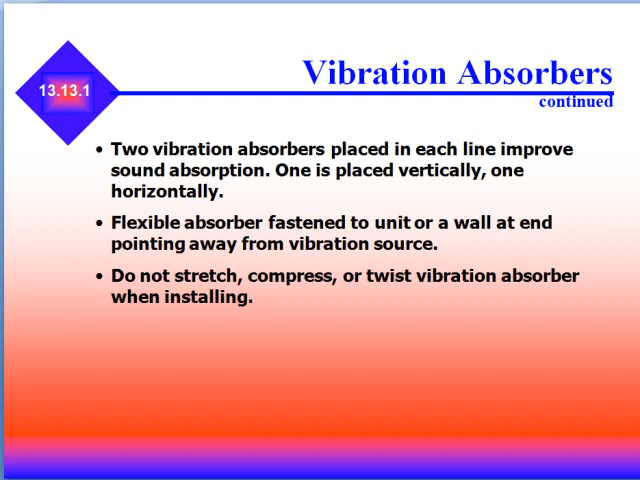 Vibration Absorbers
13.13.1
continued
• Two vibration absorbers placed in each line improve
sound absorption. One is placed vertically, one
horizontally.
• Flexible absorber fastened to unit or a wall at end
pointing away from vibration source.
• Do not stretch, compress, or twist vibration absorber
when installing.